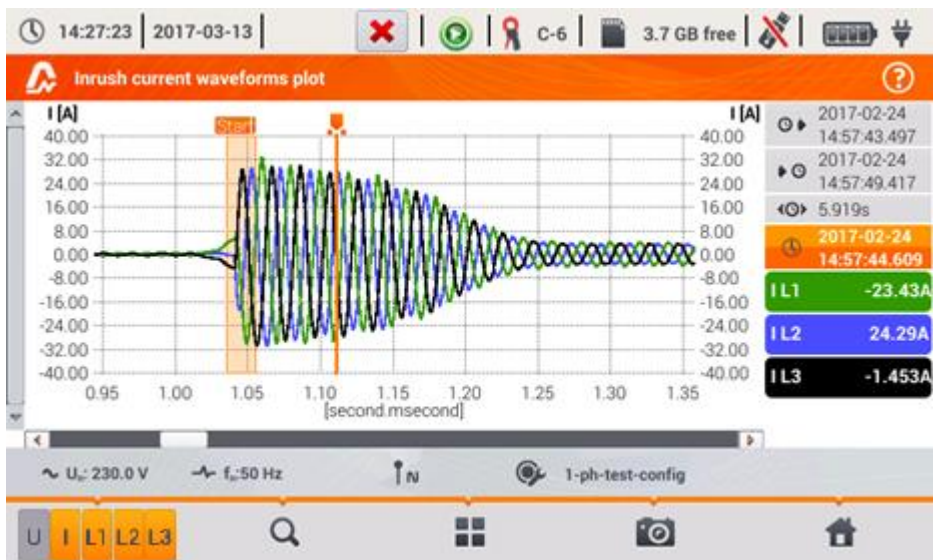 14:27:23 2017-03-13 C-6 3.7 GB free
Inrush current waveforms plot ?
I [A] I [A]
40.00 40.00
32.00 32.00
24.00 24.00
16.00 16.00
8.00 8.00
0.00 0.00
-8.00 -8.00
-16.00 -16.00
-24.00 -24.00
-32.00 -32.00
-40.00 -40.00
Start
0.95 1.00 1.05 1.10 1.15 1.20 1.25 1.30 1.35
[second.msecond]
2017-02-24
14:57:43.497
2017-02-24
14:57:49.417
5.919s
2017-02-24
14:57:44.609
I L1 -23.43A
I L2 24.29A
I L3 -1.453A
Uₙ: 230.0 V fₙ:50 Hz N 1-ph-test-config
U I L1 L2 L3